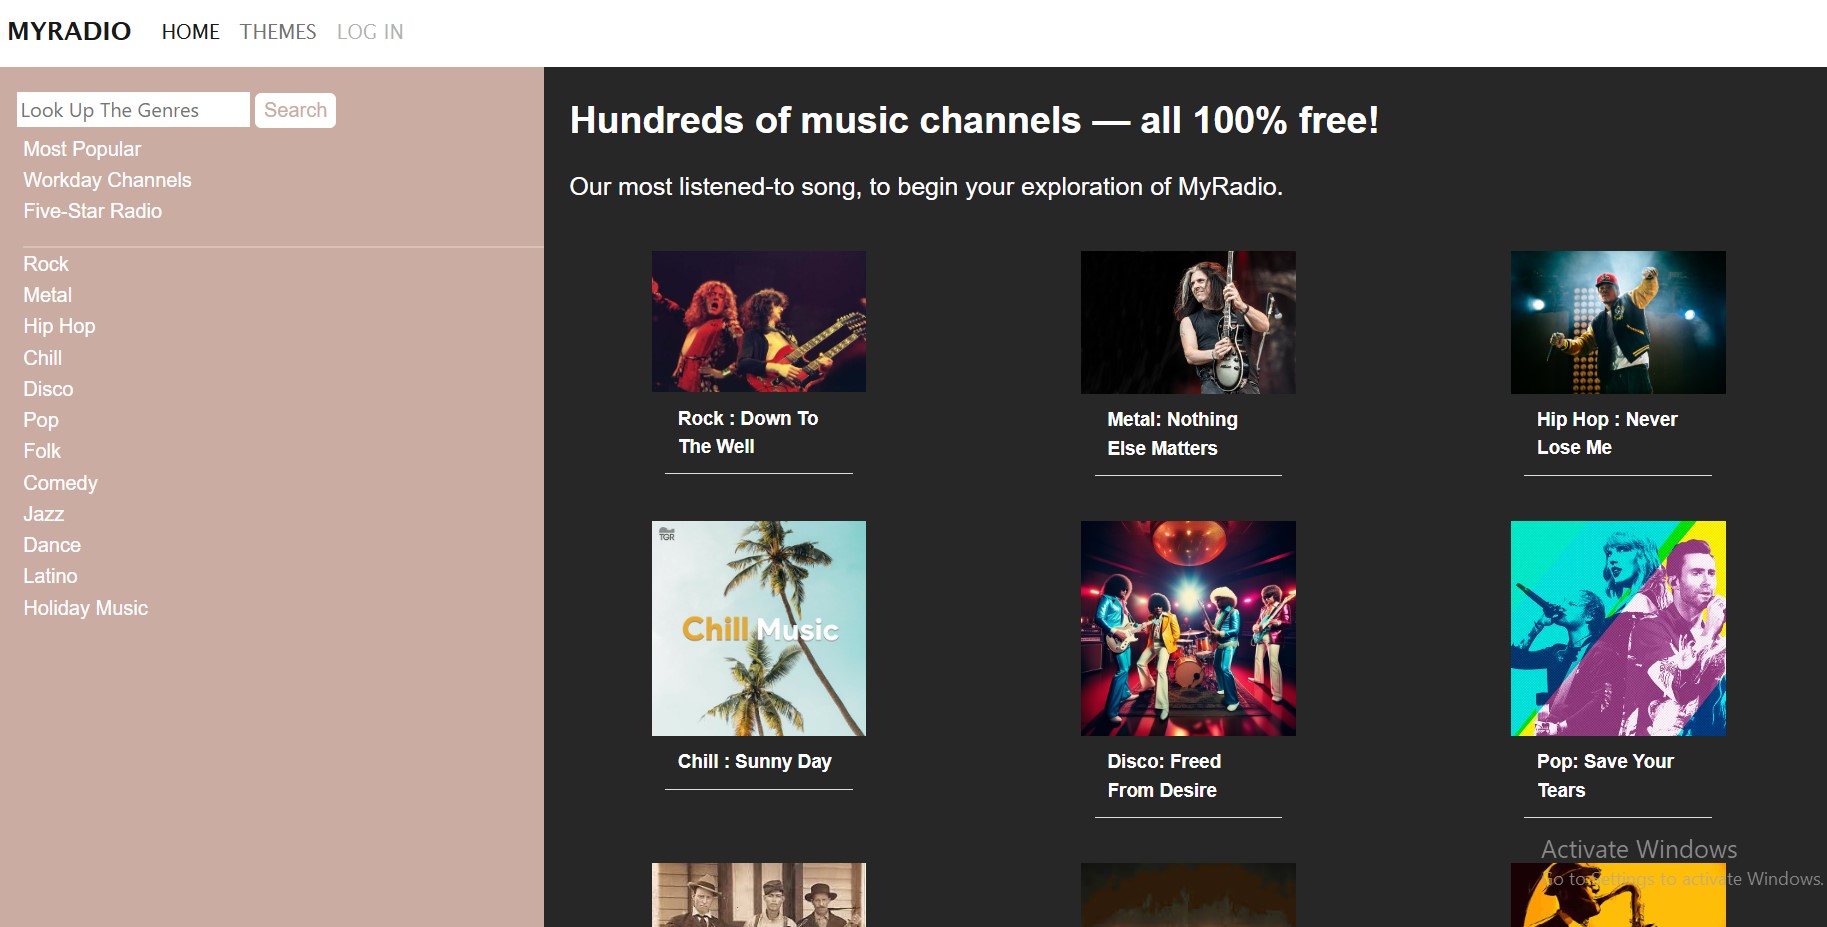 MYRADIO HOME THEMES LOG IN
Look Up The Genres Search
Most Popular
Workday Channels
Five-Star Radio
Rock
Metal
Hip Hop
Chill
Disco
Pop
Folk
Comedy
Jazz
Dance
Latino
Holiday Music
Hundreds of music channels — all 100% free!
Our most listened-to song, to begin your exploration of MyRadio.
Rock : Down To
The Well
Metal: Nothing
Else Matters
Hip Hop : Never
Lose Me
TGR
Chill Music
Chill : Sunny Day
Disco: Freed
From Desire
Pop: Save Your
Tears
Activate Windows
Go to Settings to activate Windows.